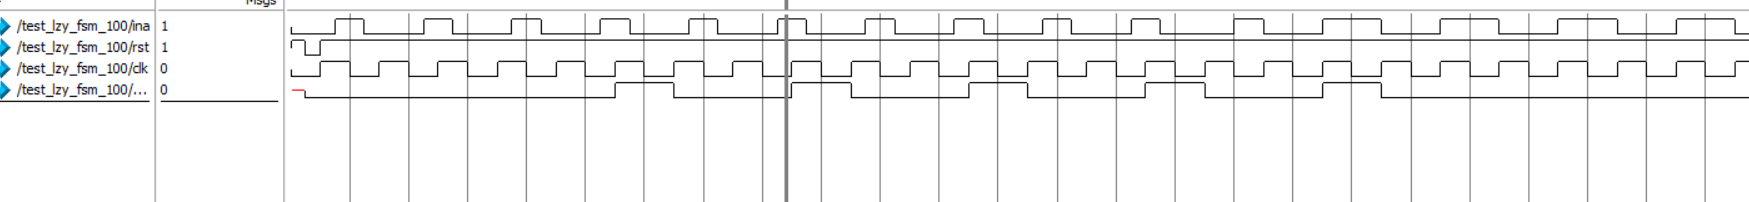 Msgs
/test_lzy_fsm_100/ina 1
/test_lzy_fsm_100/rst 1
/test_lzy_fsm_100/clk 0
/test_lzy_fsm_100/... 0